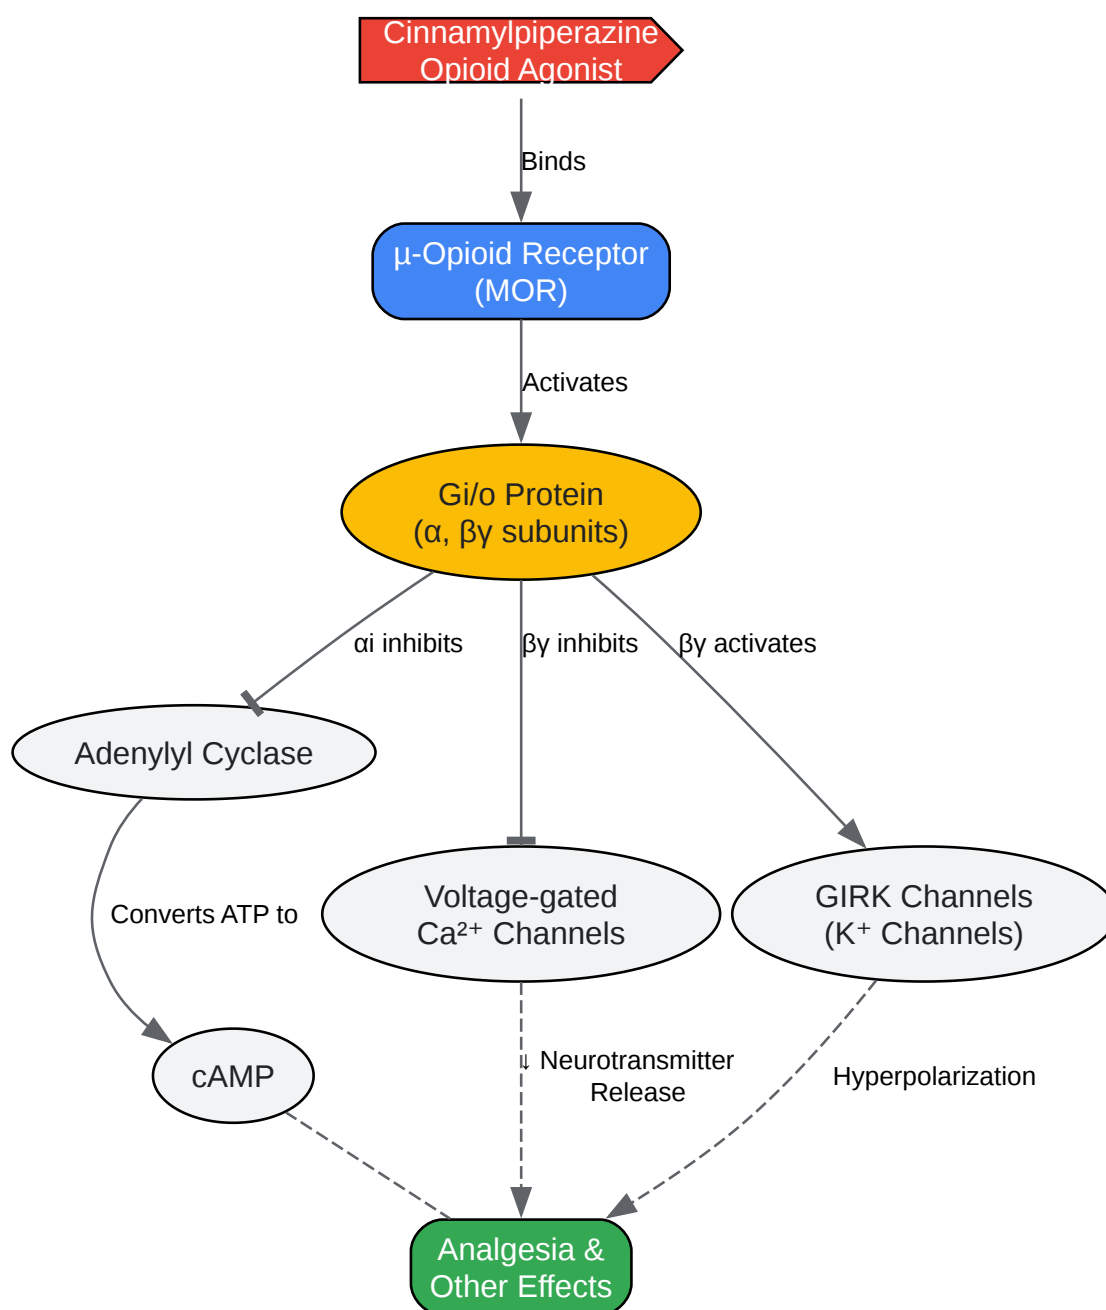 Cinnamylpiperazine
Opioid Agonist
Binds
µ-Opioid Receptor
(MOR)
Activates
Gi/o Protein
(α, βγ subunits)
αi inhibits
βγ inhibits
βγ activates
Adenylyl Cyclase
Converts ATP to
Voltage-gated
Ca²⁺ Channels
GIRK Channels
(K⁺ Channels)
cAMP
↓ Neurotransmitter
Release
Hyperpolarization
Analgesia &
Other Effects